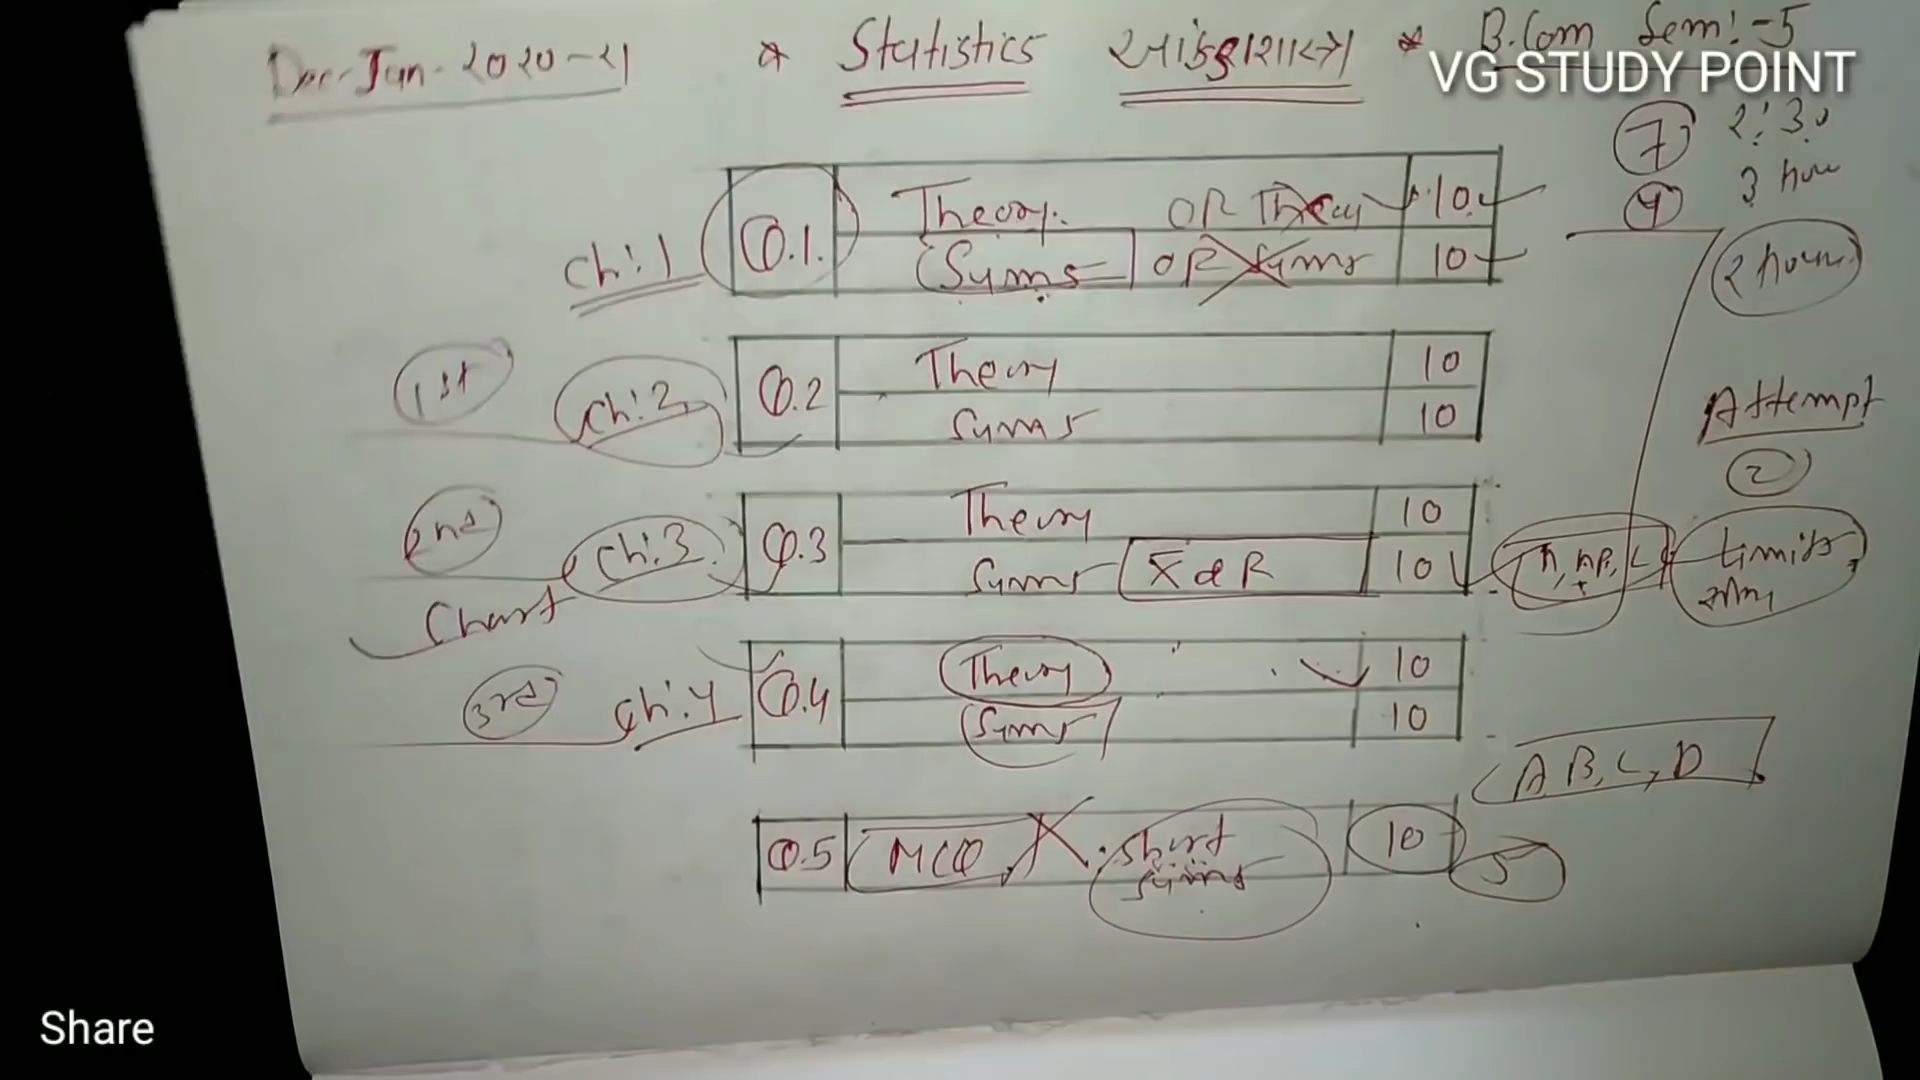 Dec-Jan-2020-21 * Statistics આંકડાશાસ્ત્ર * B.Com Sem:-5
VG STUDY POINT
7 2:30
9 3 hour
2 hours
Ch:1 Q.1. Theory. OR Theory 10
Sums OR Sums 10
1st Ch:2 Q.2 Theory 10
Sums 10
Attempt
2
2nd Ch:3 Q.3 Theory 10
Sums X̄ & R 10
Chart
3rd Ch:4 Q.4 Theory 10
Sums 10
A B, C, D
Q.5 MCQ short sums 10 5
Share